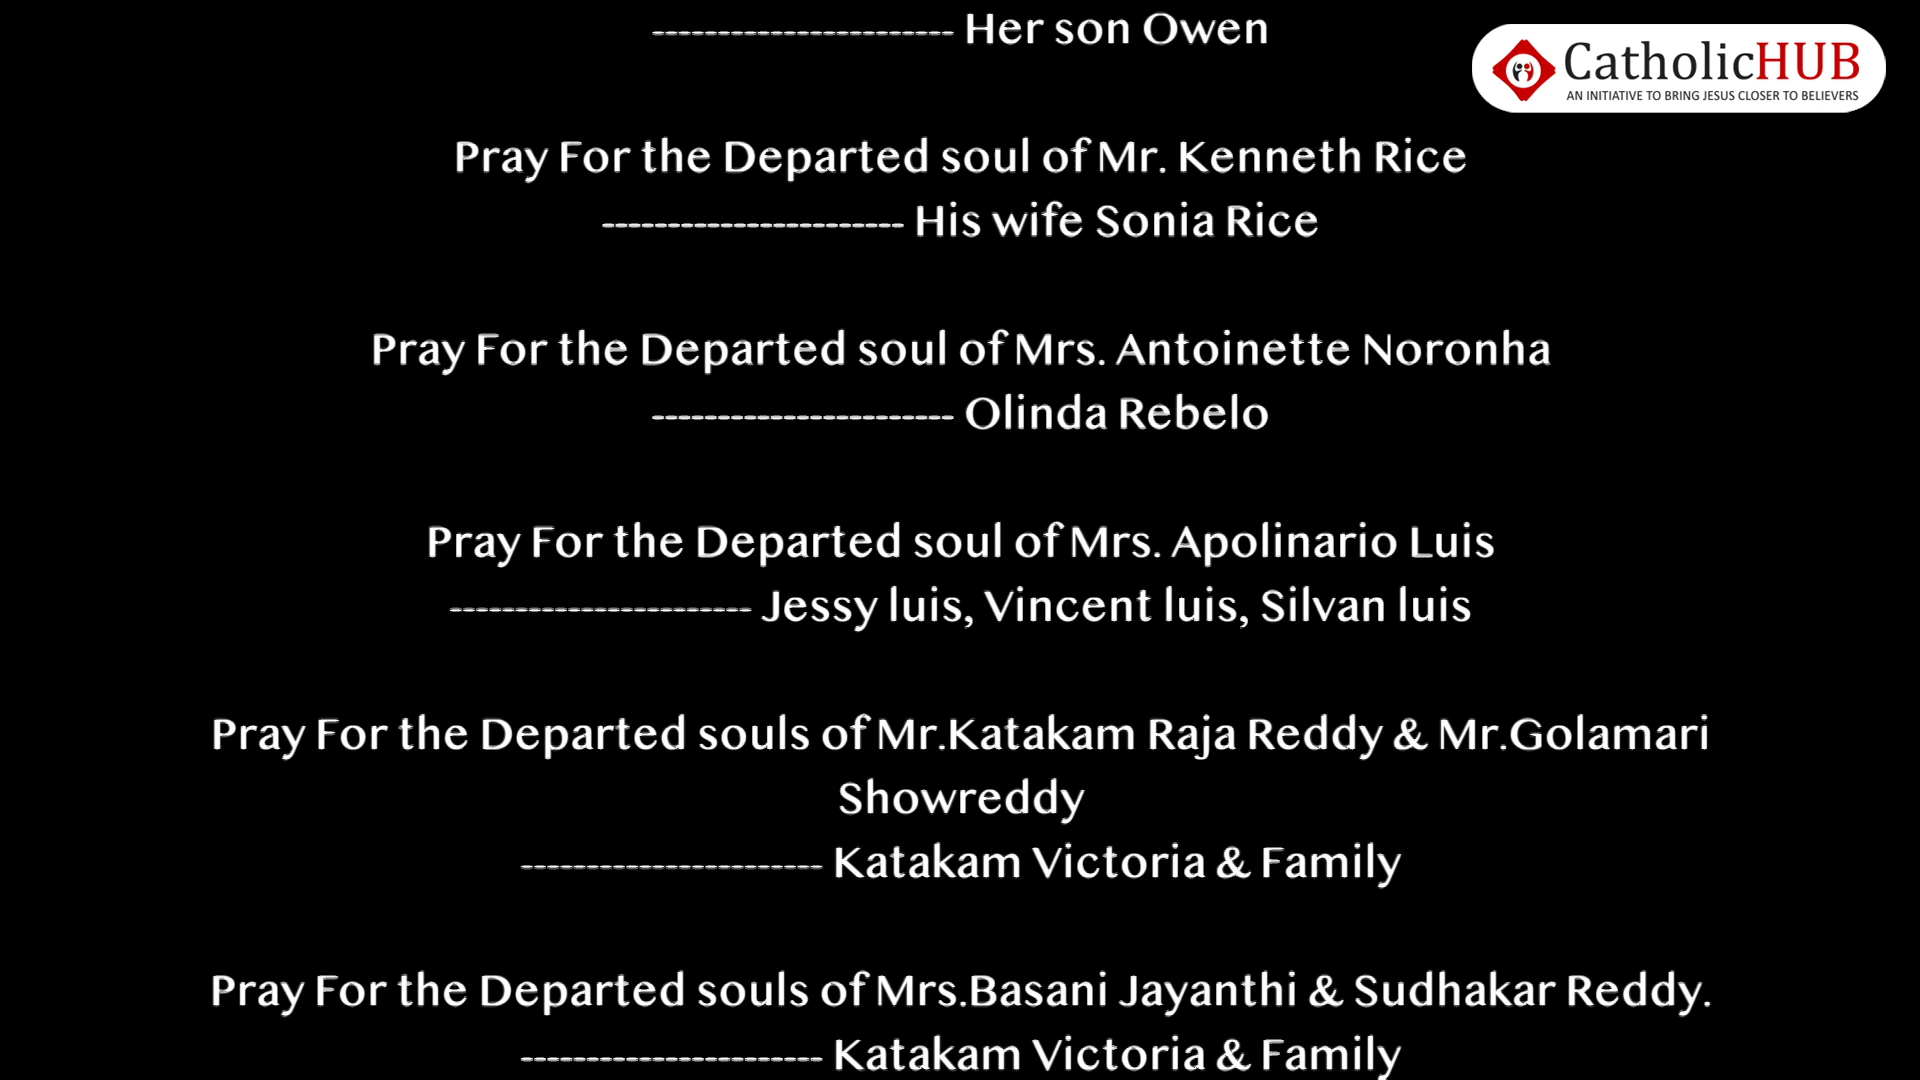 ----------------------- Her son Owen
CatholicHUB
AN INITIATIVE TO BRING JESUS CLOSER TO BELIEVERS
Pray For the Departed soul of Mr. Kenneth Rice
----------------------- His wife Sonia Rice
Pray For the Departed soul of Mrs. Antoinette Noronha
----------------------- Olinda Rebelo
Pray For the Departed soul of Mrs. Apolinario Luis
----------------------- Jessy luis, Vincent luis, Silvan luis
Pray For the Departed souls of Mr.Katakam Raja Reddy & Mr.Golamari
Showreddy
----------------------- Katakam Victoria & Family
Pray For the Departed souls of Mrs.Basani Jayanthi & Sudhakar Reddy.
----------------------- Katakam Victoria & Family